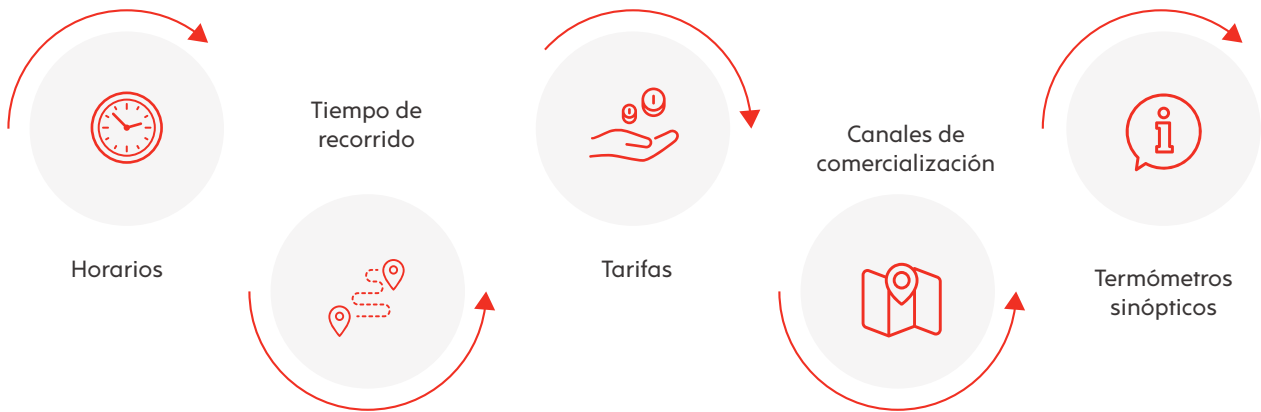 Horarios
Tiempo de
recorrido
Tarifas
Canales de
comercialización
Termómetros
sinópticos